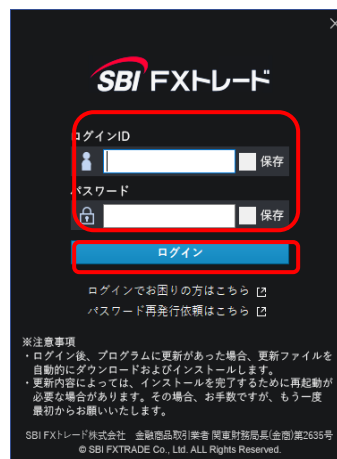 SBI FXトレード
ログインID
保存
パスワード
保存
ログイン
ログインでお困りの方はこちら
パスワード再発行依頼はこちら
※注意事項
・ログイン後、プログラムに更新があった場合、更新ファイルを
自動的にダウンロードおよびインストールします。
・更新内容によっては、インストールを完了するために再起動が
必要な場合があります。その場合、お手数ですが、もう一度
最初からお願いいたします。
SBI FXトレード株式会社 金融商品取引業者 関東財務局長(金商)第2635号
© SBI FXTRADE Co., Ltd. ALL Rights Reserved.